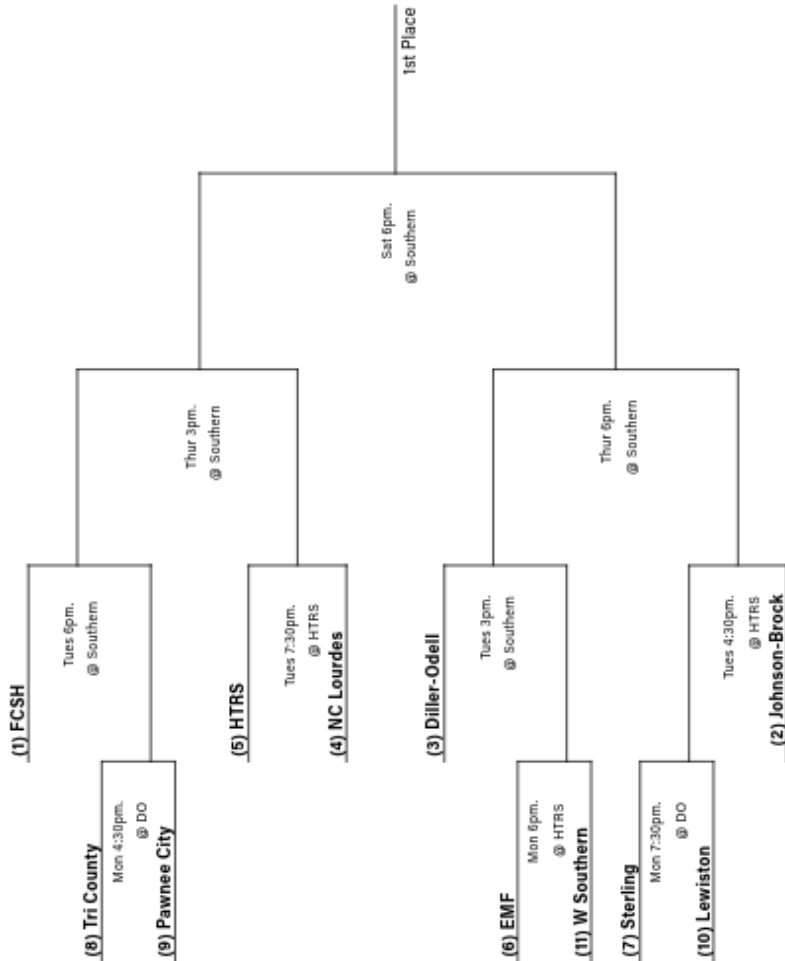 (1) FCSH
(8) Tri County
Mon 4:30pm.
@ DO
(9) Pawnee City
Tues 6pm.
@ Southern
Thur 3pm.
@ Southern
(5) HTRS
Tues 7:30pm.
@ HTRS
(4) NC Lourdes
Sat 6pm.
@ Southern
1st Place
(3) Diller-Odell
Tues 3pm.
@ Southern
(6) EMF
Mon 6pm.
@ HTRS
(11) W Southern
Thur 6pm.
@ Southern
(7) Sterling
Mon 7:30pm.
@ DO
(10) Lewiston
Tues 4:30pm.
@ HTRS
(2) Johnson-Brock